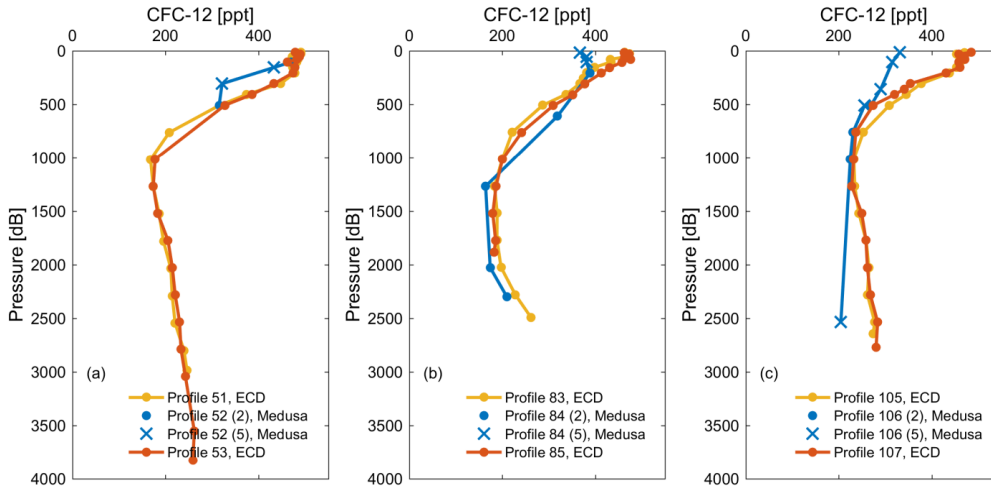 CFC-12 [ppt]
0 200 400
0
500
1000
1500
2000
2500
3000
3500
4000
Pressure [dB]
(a)
Profile 51, ECD
Profile 52 (2), Medusa
Profile 52 (5), Medusa
Profile 53, ECD
CFC-12 [ppt]
0 200 400
0
500
1000
1500
2000
2500
3000
3500
4000
Pressure [dB]
(b)
Profile 83, ECD
Profile 84 (2), Medusa
Profile 84 (5), Medusa
Profile 85, ECD
CFC-12 [ppt]
0 200 400
0
500
1000
1500
2000
2500
3000
3500
4000
Pressure [dB]
(c)
Profile 105, ECD
Profile 106 (2), Medusa
Profile 106 (5), Medusa
Profile 107, ECD